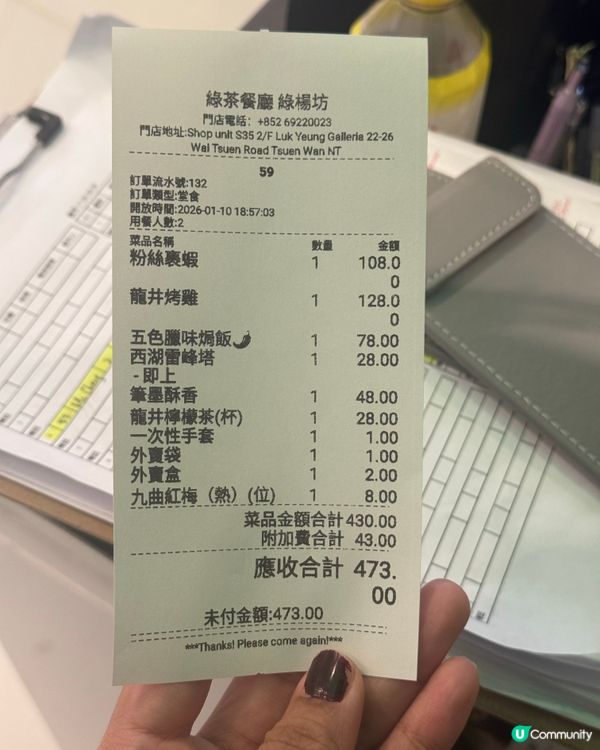 綠茶餐廳 綠楊坊
門店電話: +852 69220023
門店地址:Shop unit S35 2/F Luk Yeung Galleria 22-26
Wai Tsuen Road Tsuen Wan NT
59
訂單流水號:132
訂單類型:堂食
開放時間:2026-01-10 18:57:03
用餐人數:2
菜品名稱 數量 金額
粉絲裹蝦 1 108.0
0
龍井烤雞 1 128.0
0
五色臘味焗飯🌶 1 78.00
西湖雷峰塔 1 28.00
- 即上
筆墨酥香 1 48.00
龍井檸檬茶(杯) 1 28.00
一次性手套 1 1.00
外賣袋 1 1.00
外賣盒 1 2.00
九曲紅梅（熱）(位) 1 8.00
菜品金額合計 430.00
附加費合計 43.00
應收合計 473.
00
未付金額:473.00
***Thanks! Please come again!***
U Community